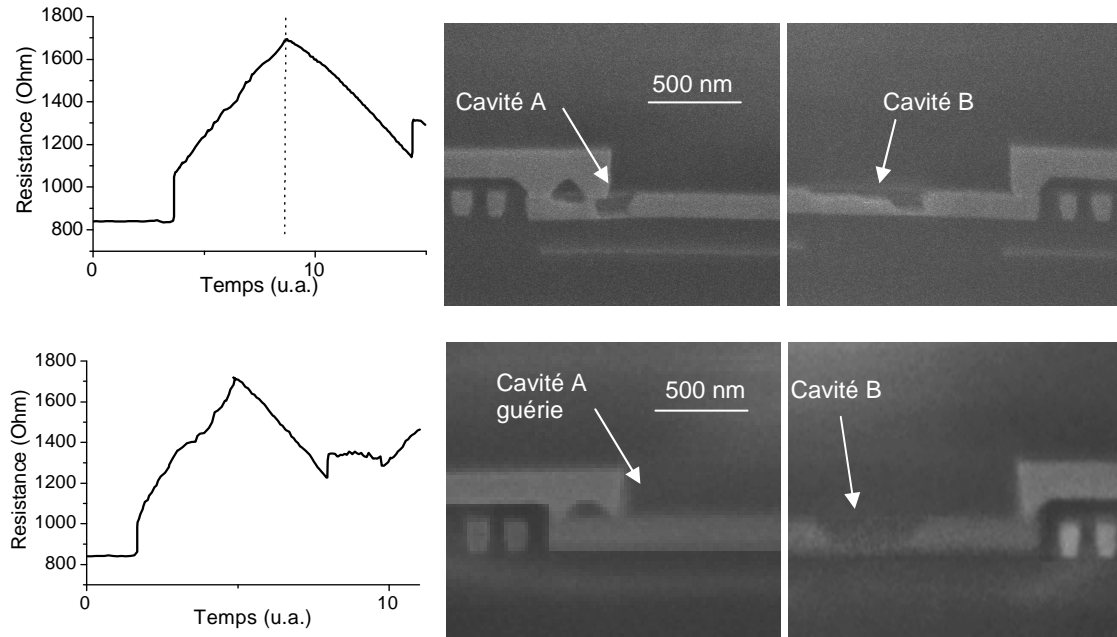 1800
1600
1400
1200
1000
800
Resistance (Ohm)
0
10
Temps (u.a.)
Cavité A
500 nm
Cavité B
1800
1600
1400
1200
1000
800
Resistance (Ohm)
0
10
Temps (u.a.)
Cavité A
guérie
500 nm
Cavité B